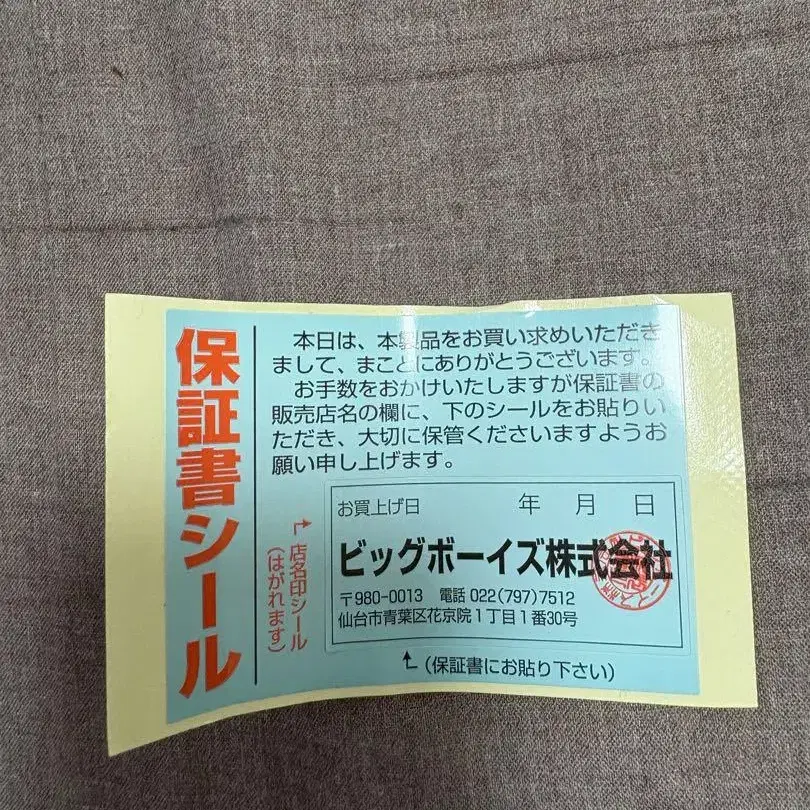 保証書シール
本日は、本製品をお買い求めいただき
まして、まことにありがとうございます。
お手数をおかけいたしますが保証書の
販売店名の欄に、下のシールをお貼りい
ただき、大切に保管くださいますようお
願い申し上げます。
店名印シール
(はがれます)
お買上げ日 年 月 日
ビッグボーイズ株式会社
〒980-0013 電話 022(797)7512
仙台市青葉区花京院1丁目1番30号
(保証書にお貼り下さい)